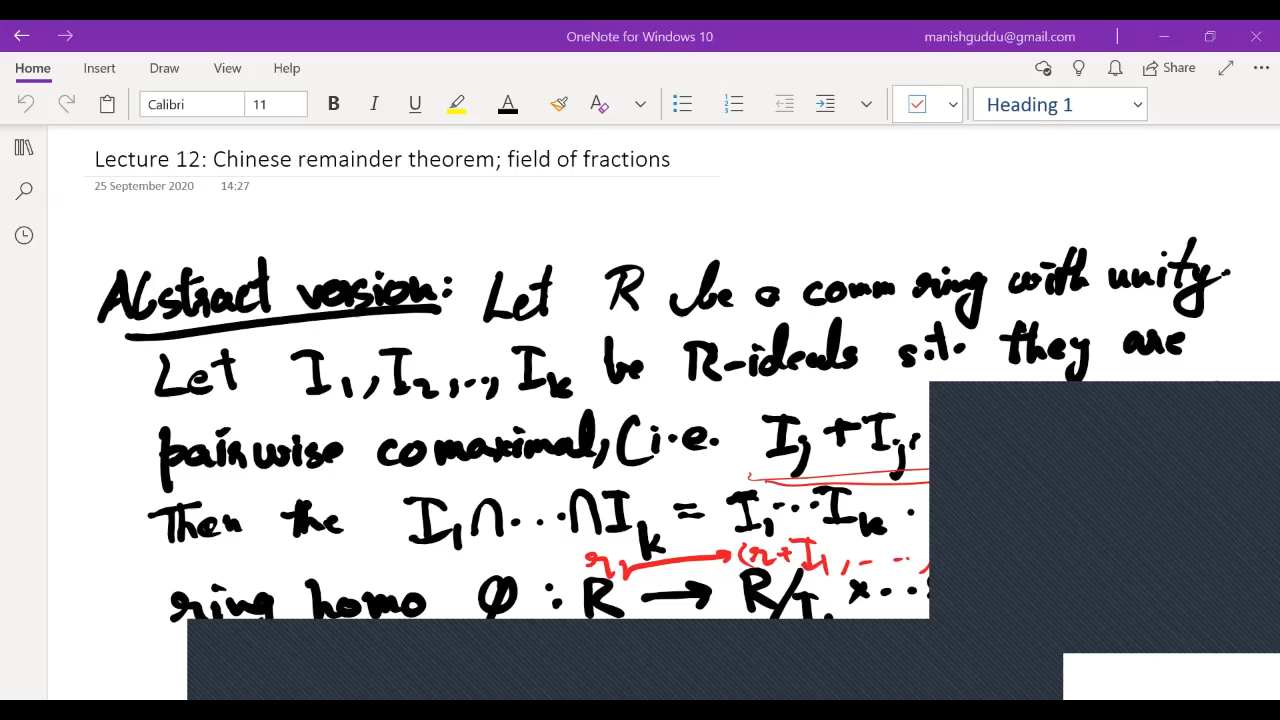 OneNote for Windows 10
manishguddu@gmail.com
Home Insert Draw View Help
Share
Calibri 11 B I U A A Heading 1
Lecture 12: Chinese remainder theorem; field of fractions
25 September 2020 14:27
Abstract version: Let R be a comm ring with unity.
Let I₁, I₂, .., Iₖ be R-ideals s.t. they are
pairwise comaximal, (i.e. Iⱼ + Iⱼ'
Then the I₁ ∩ ... ∩ Iₖ = I₁ ... Iₖ .
r ⟼ (r + I₁, - - ..,
ring homo φ : R → R/I₁ × ...